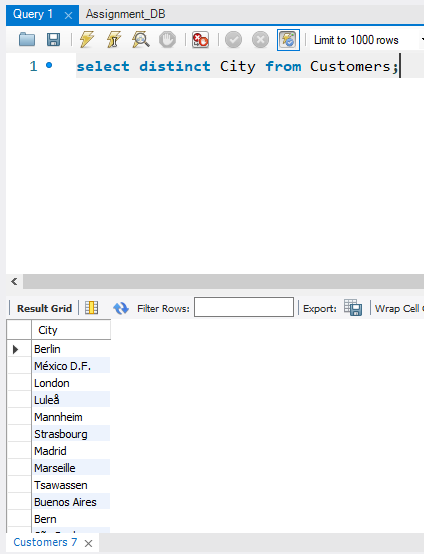 Query 1 Assignment_DB
Limit to 1000 rows
1 select distinct City from Customers;
Result Grid Filter Rows: Export: Wrap Cell
City
Berlin
México D.F.
London
Luleå
Mannheim
Strasbourg
Madrid
Marseille
Tsawassen
Buenos Aires
Bern
Customers 7